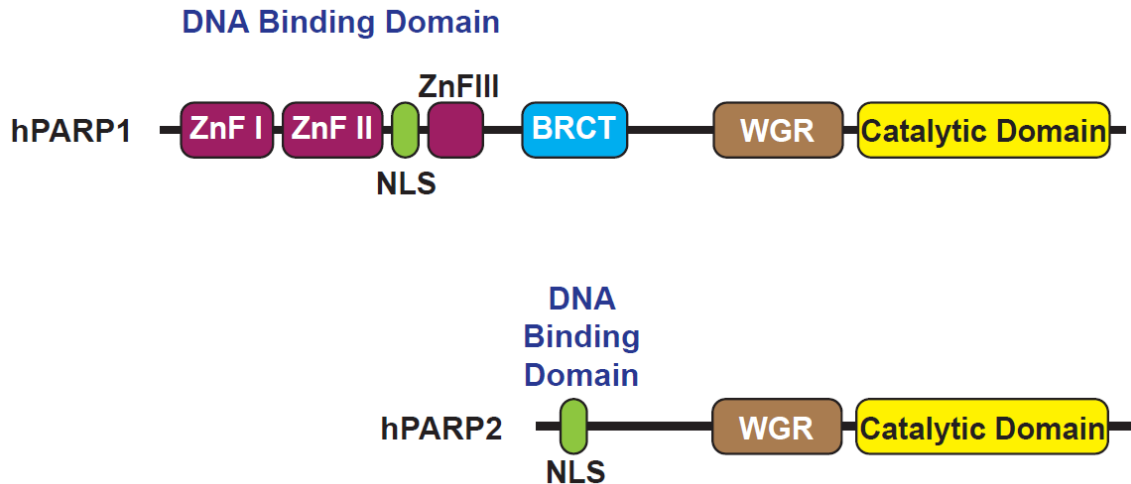 DNA Binding Domain
ZnFIII
hPARP1
ZnF I
ZnF II
BRCT
WGR
Catalytic Domain
NLS
DNA
Binding
Domain
hPARP2
WGR
Catalytic Domain
NLS